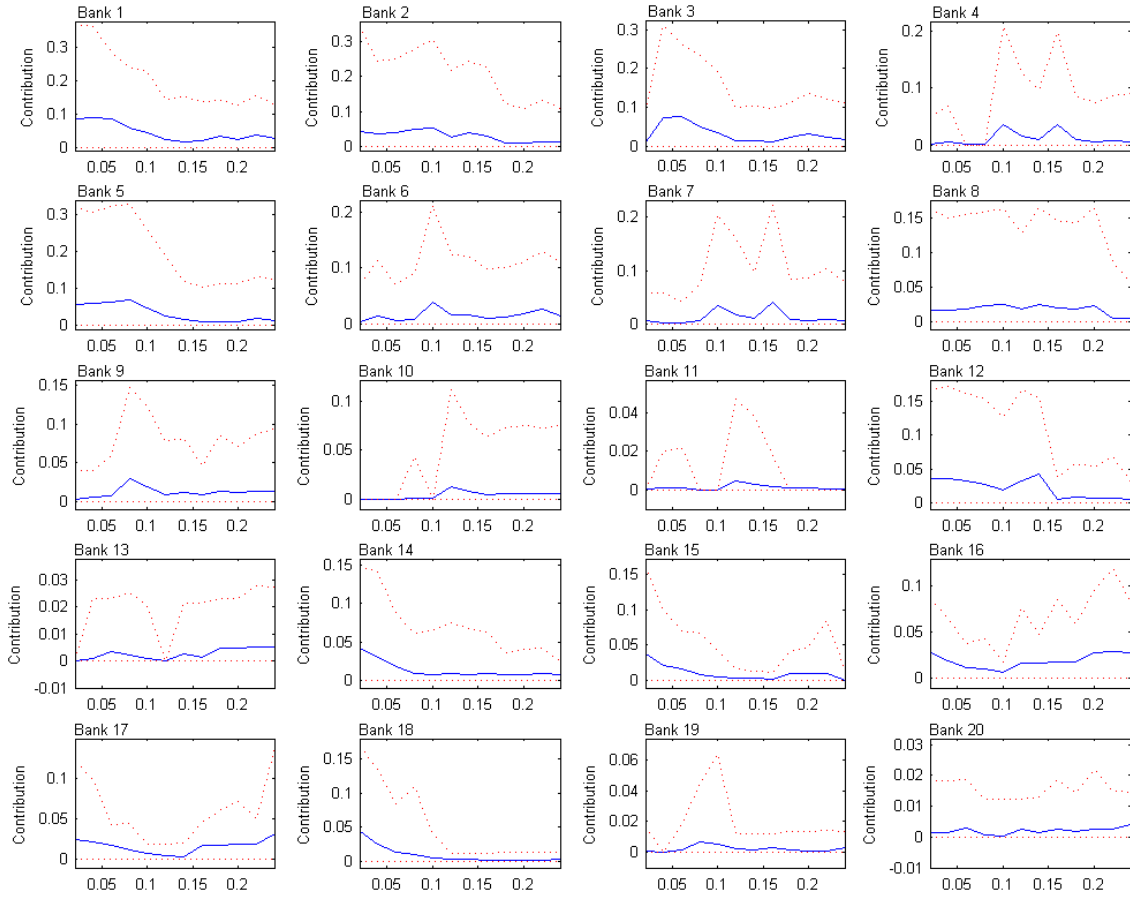 Bank 1
Bank 2
Bank 3
Bank 4
Contribution
0.3
0.2
0.1
0
0.05 0.1 0.15 0.2
Contribution
0.3
0.2
0.1
0
0.05 0.1 0.15 0.2
Contribution
0.3
0.2
0.1
0
0.05 0.1 0.15 0.2
Contribution
0.2
0.1
0
0.05 0.1 0.15 0.2
Bank 5
Bank 6
Bank 7
Bank 8
Contribution
0.3
0.2
0.1
0
0.05 0.1 0.15 0.2
Contribution
0.2
0.1
0
0.05 0.1 0.15 0.2
Contribution
0.2
0.1
0
0.05 0.1 0.15 0.2
Contribution
0.15
0.1
0.05
0
0.05 0.1 0.15 0.2
Bank 9
Bank 10
Bank 11
Bank 12
Contribution
0.15
0.1
0.05
0
0.05 0.1 0.15 0.2
Contribution
0.1
0.05
0
0.05 0.1 0.15 0.2
Contribution
0.04
0.02
0
0.05 0.1 0.15 0.2
Contribution
0.15
0.1
0.05
0
0.05 0.1 0.15 0.2
Bank 13
Bank 14
Bank 15
Bank 16
Contribution
0.03
0.02
0.01
0
-0.01
0.05 0.1 0.15 0.2
Contribution
0.15
0.1
0.05
0
0.05 0.1 0.15 0.2
Contribution
0.15
0.1
0.05
0
0.05 0.1 0.15 0.2
Contribution
0.1
0.05
0
0.05 0.1 0.15 0.2
Bank 17
Bank 18
Bank 19
Bank 20
Contribution
0.1
0.05
0
0.05 0.1 0.15 0.2
Contribution
0.15
0.1
0.05
0
0.05 0.1 0.15 0.2
Contribution
0.06
0.04
0.02
0
0.05 0.1 0.15 0.2
Contribution
0.03
0.02
0.01
0
-0.01
0.05 0.1 0.15 0.2